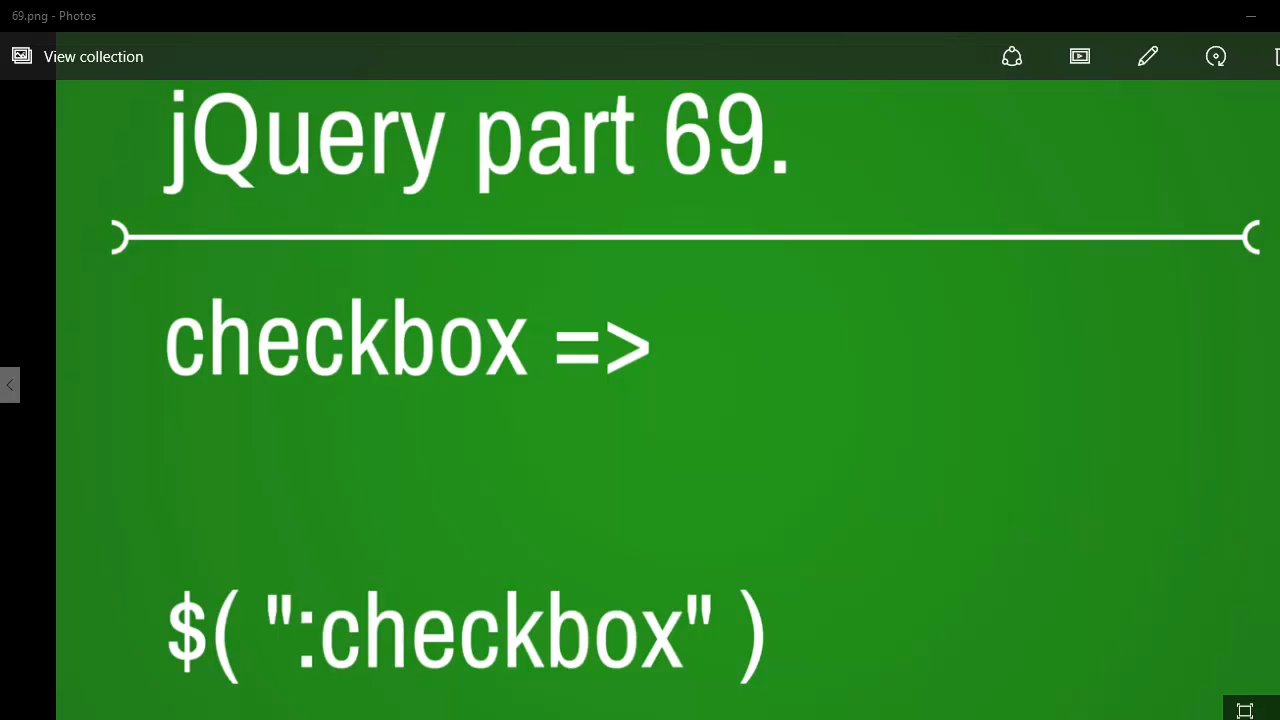 69.png - Photos
View collection
jQuery part 69.
checkbox =>
$( ":checkbox" )